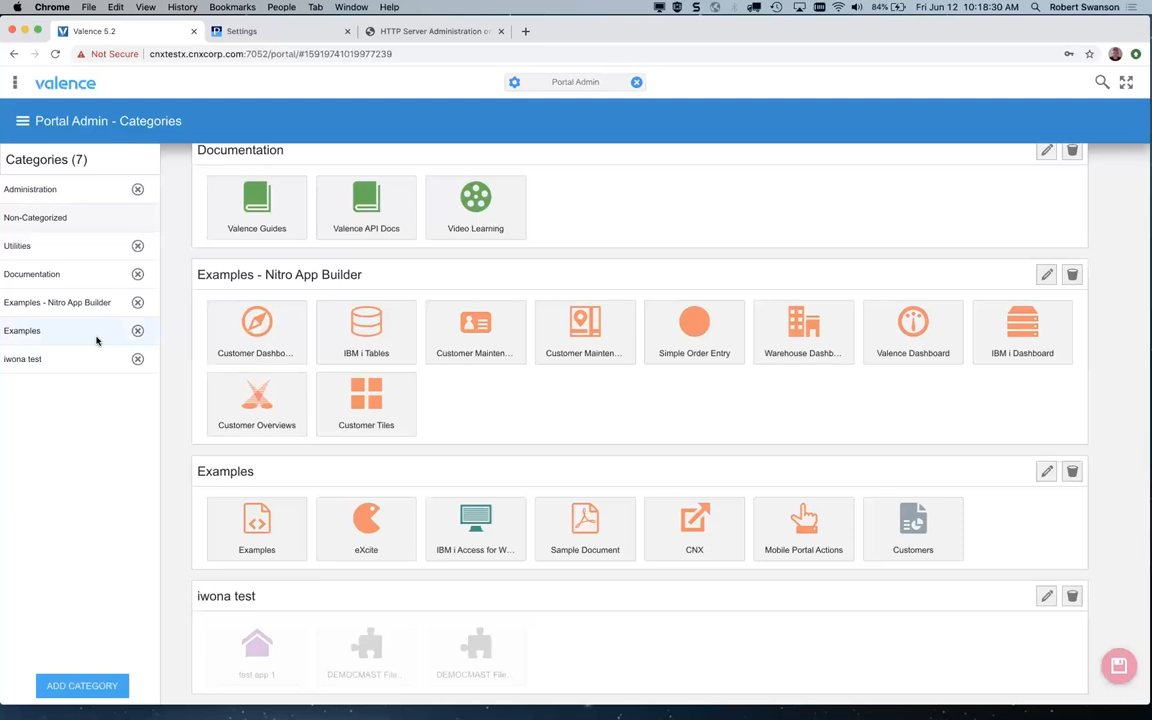 Chrome File Edit View History Bookmarks People Tab Window Help 84% Fri Jun 12 10:18:30 AM Robert Swanson
Valence 5.2 Settings HTTP Server Administration o
Not Secure cnxtestx.cnxcorp.com:7052/portal/#15919741019977239
valence Portal Admin
Portal Admin - Categories
Categories (7)
Administration
Non-Categorized
Utilities
Documentation
Examples - Nitro App Builder
Examples
iwona test
ADD CATEGORY
Documentation
Valence Guides Valence API Docs Video Learning
Examples - Nitro App Builder
Customer Dashbo... IBM i Tables Customer Mainten... Customer Mainten... Simple Order Entry Warehouse Dashb... Valence Dashboard IBM i Dashboard
Customer Overviews Customer Tiles
Examples
Examples eXcite IBM i Access for W... Sample Document CNX Mobile Portal Actions Customers
iwona test
test app 1 DEMOCMAST File... DEMOCMAST File...